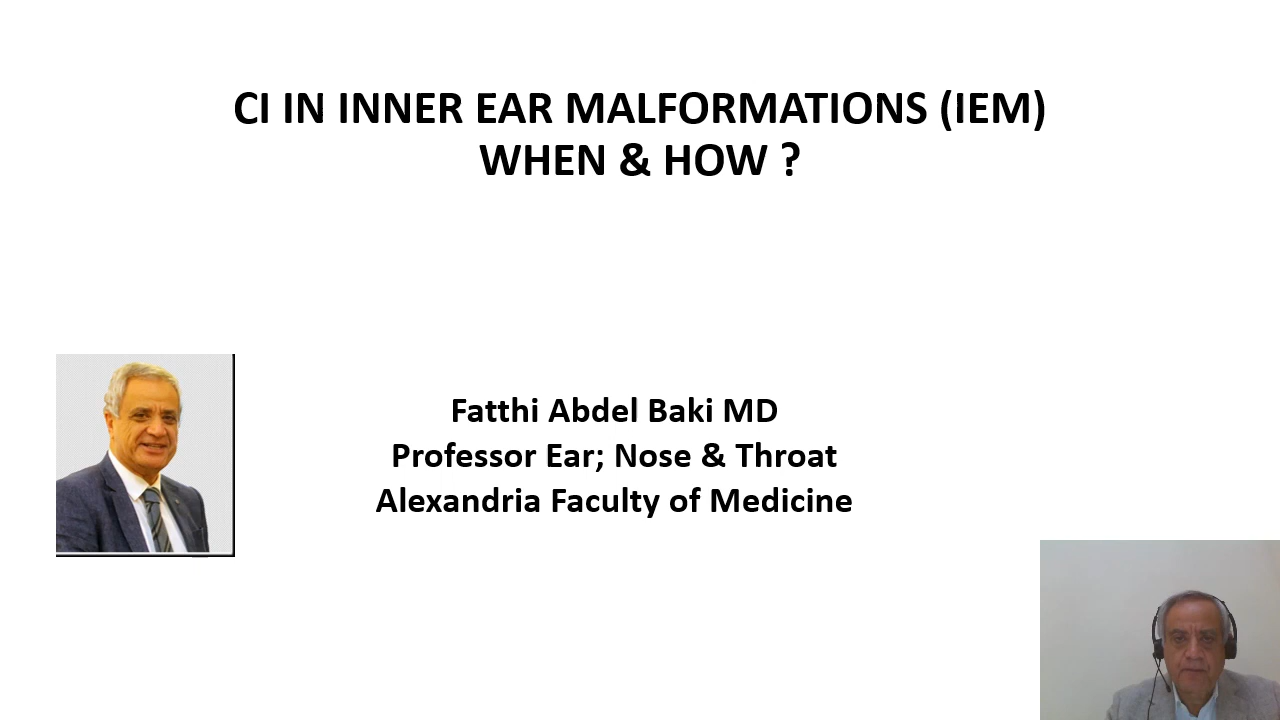 CI IN INNER EAR MALFORMATIONS (IEM)
WHEN & HOW ?
Fatthi Abdel Baki MD
Professor Ear; Nose & Throat
Alexandria Faculty of Medicine